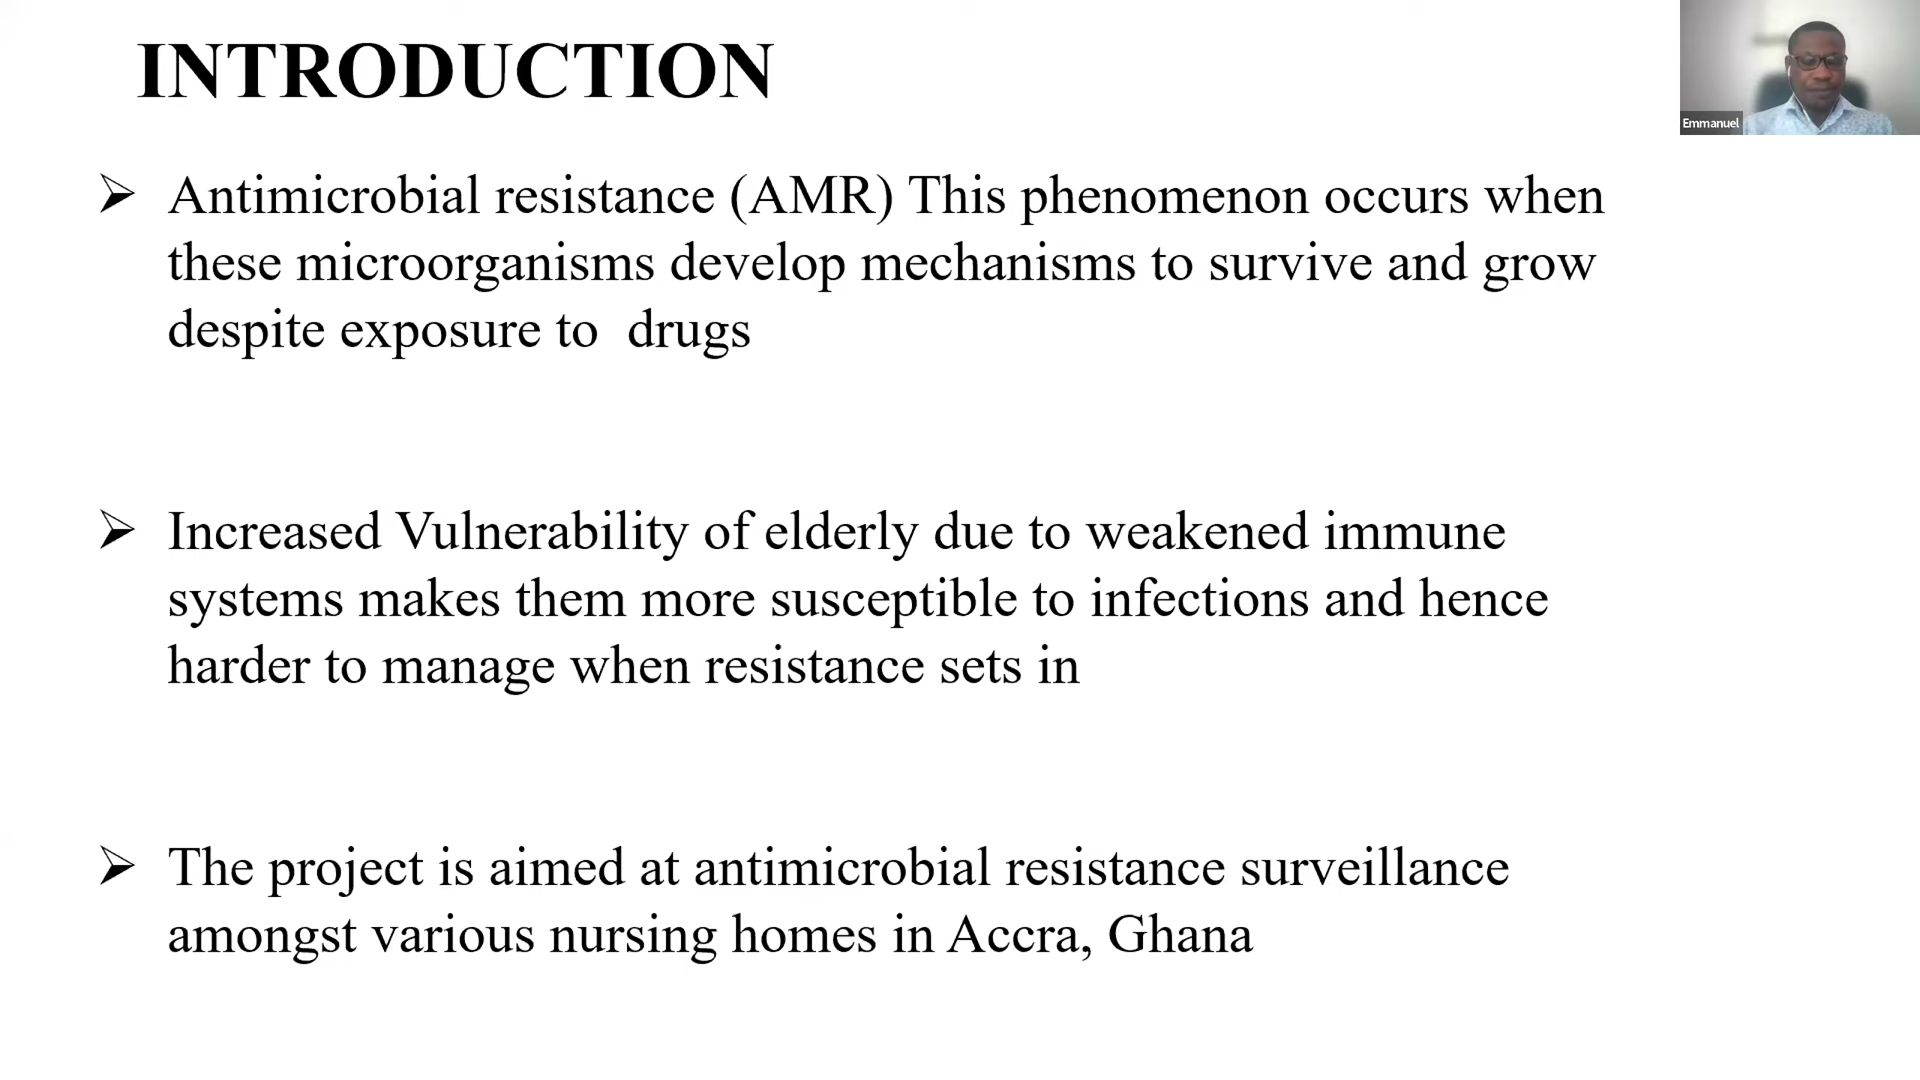 INTRODUCTION
Emmanuel
➢ Antimicrobial resistance (AMR) This phenomenon occurs when
these microorganisms develop mechanisms to survive and grow
despite exposure to  drugs
➢ Increased Vulnerability of elderly due to weakened immune
systems makes them more susceptible to infections and hence
harder to manage when resistance sets in
➢ The project is aimed at antimicrobial resistance surveillance
amongst various nursing homes in Accra, Ghana